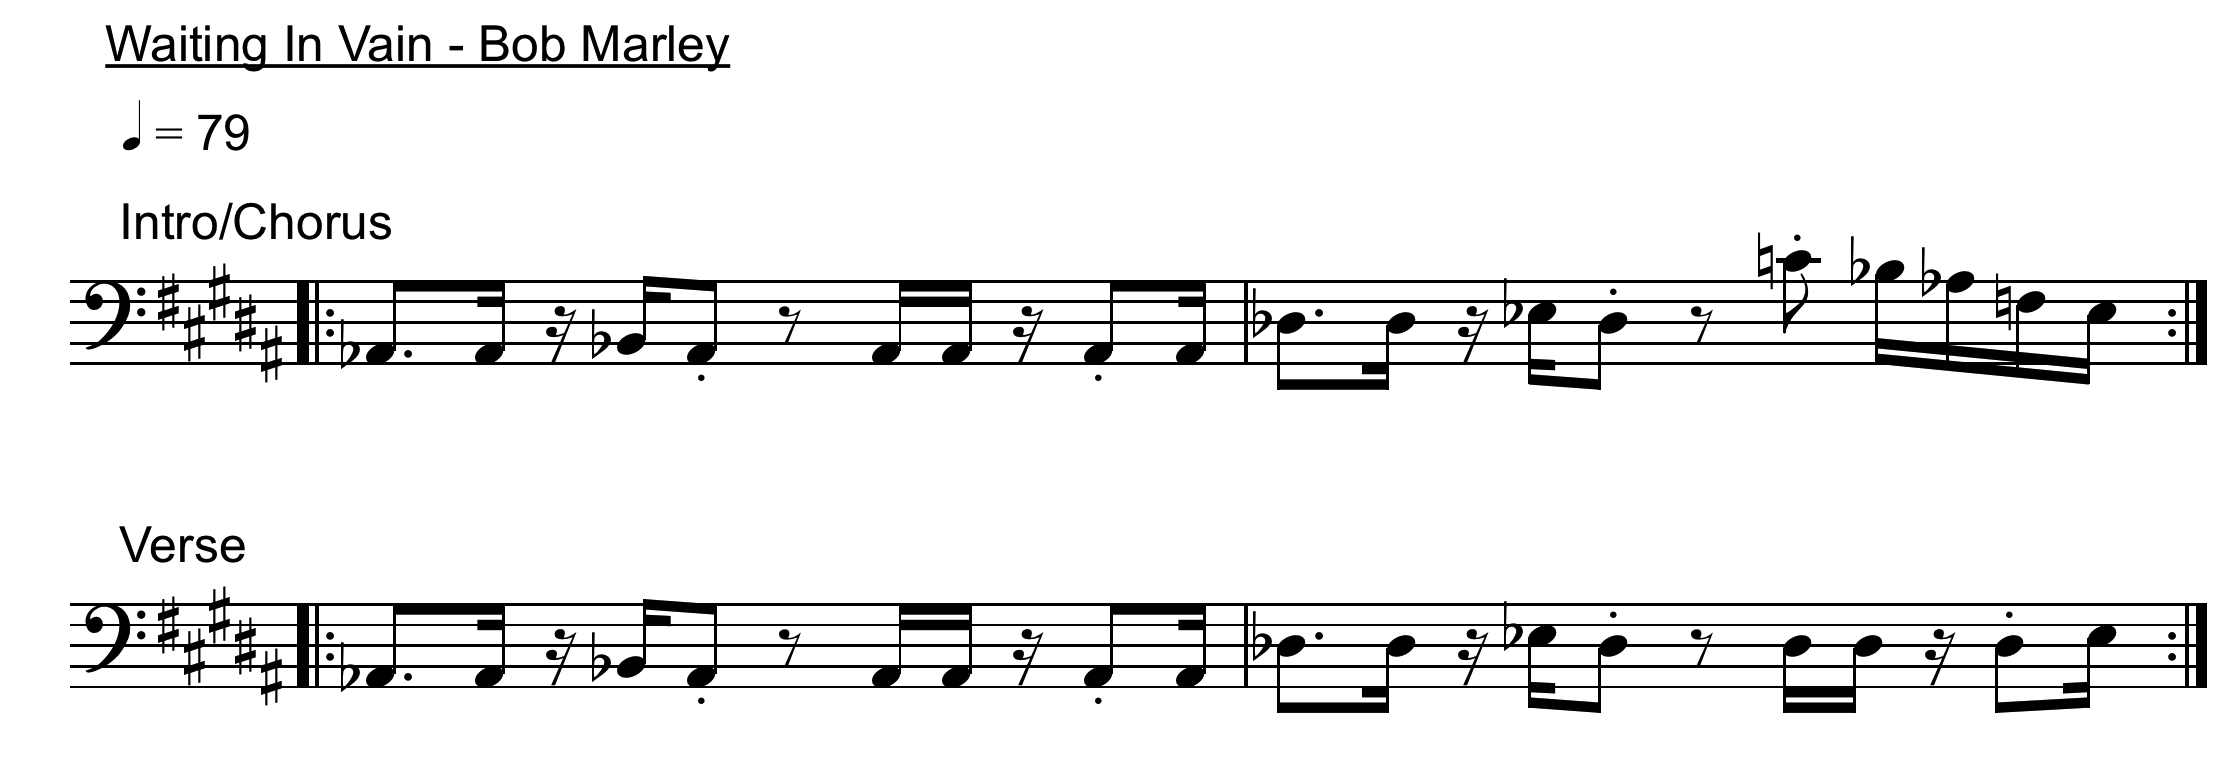 Waiting In Vain - Bob Marley
♩ = 79
Intro/Chorus
Verse